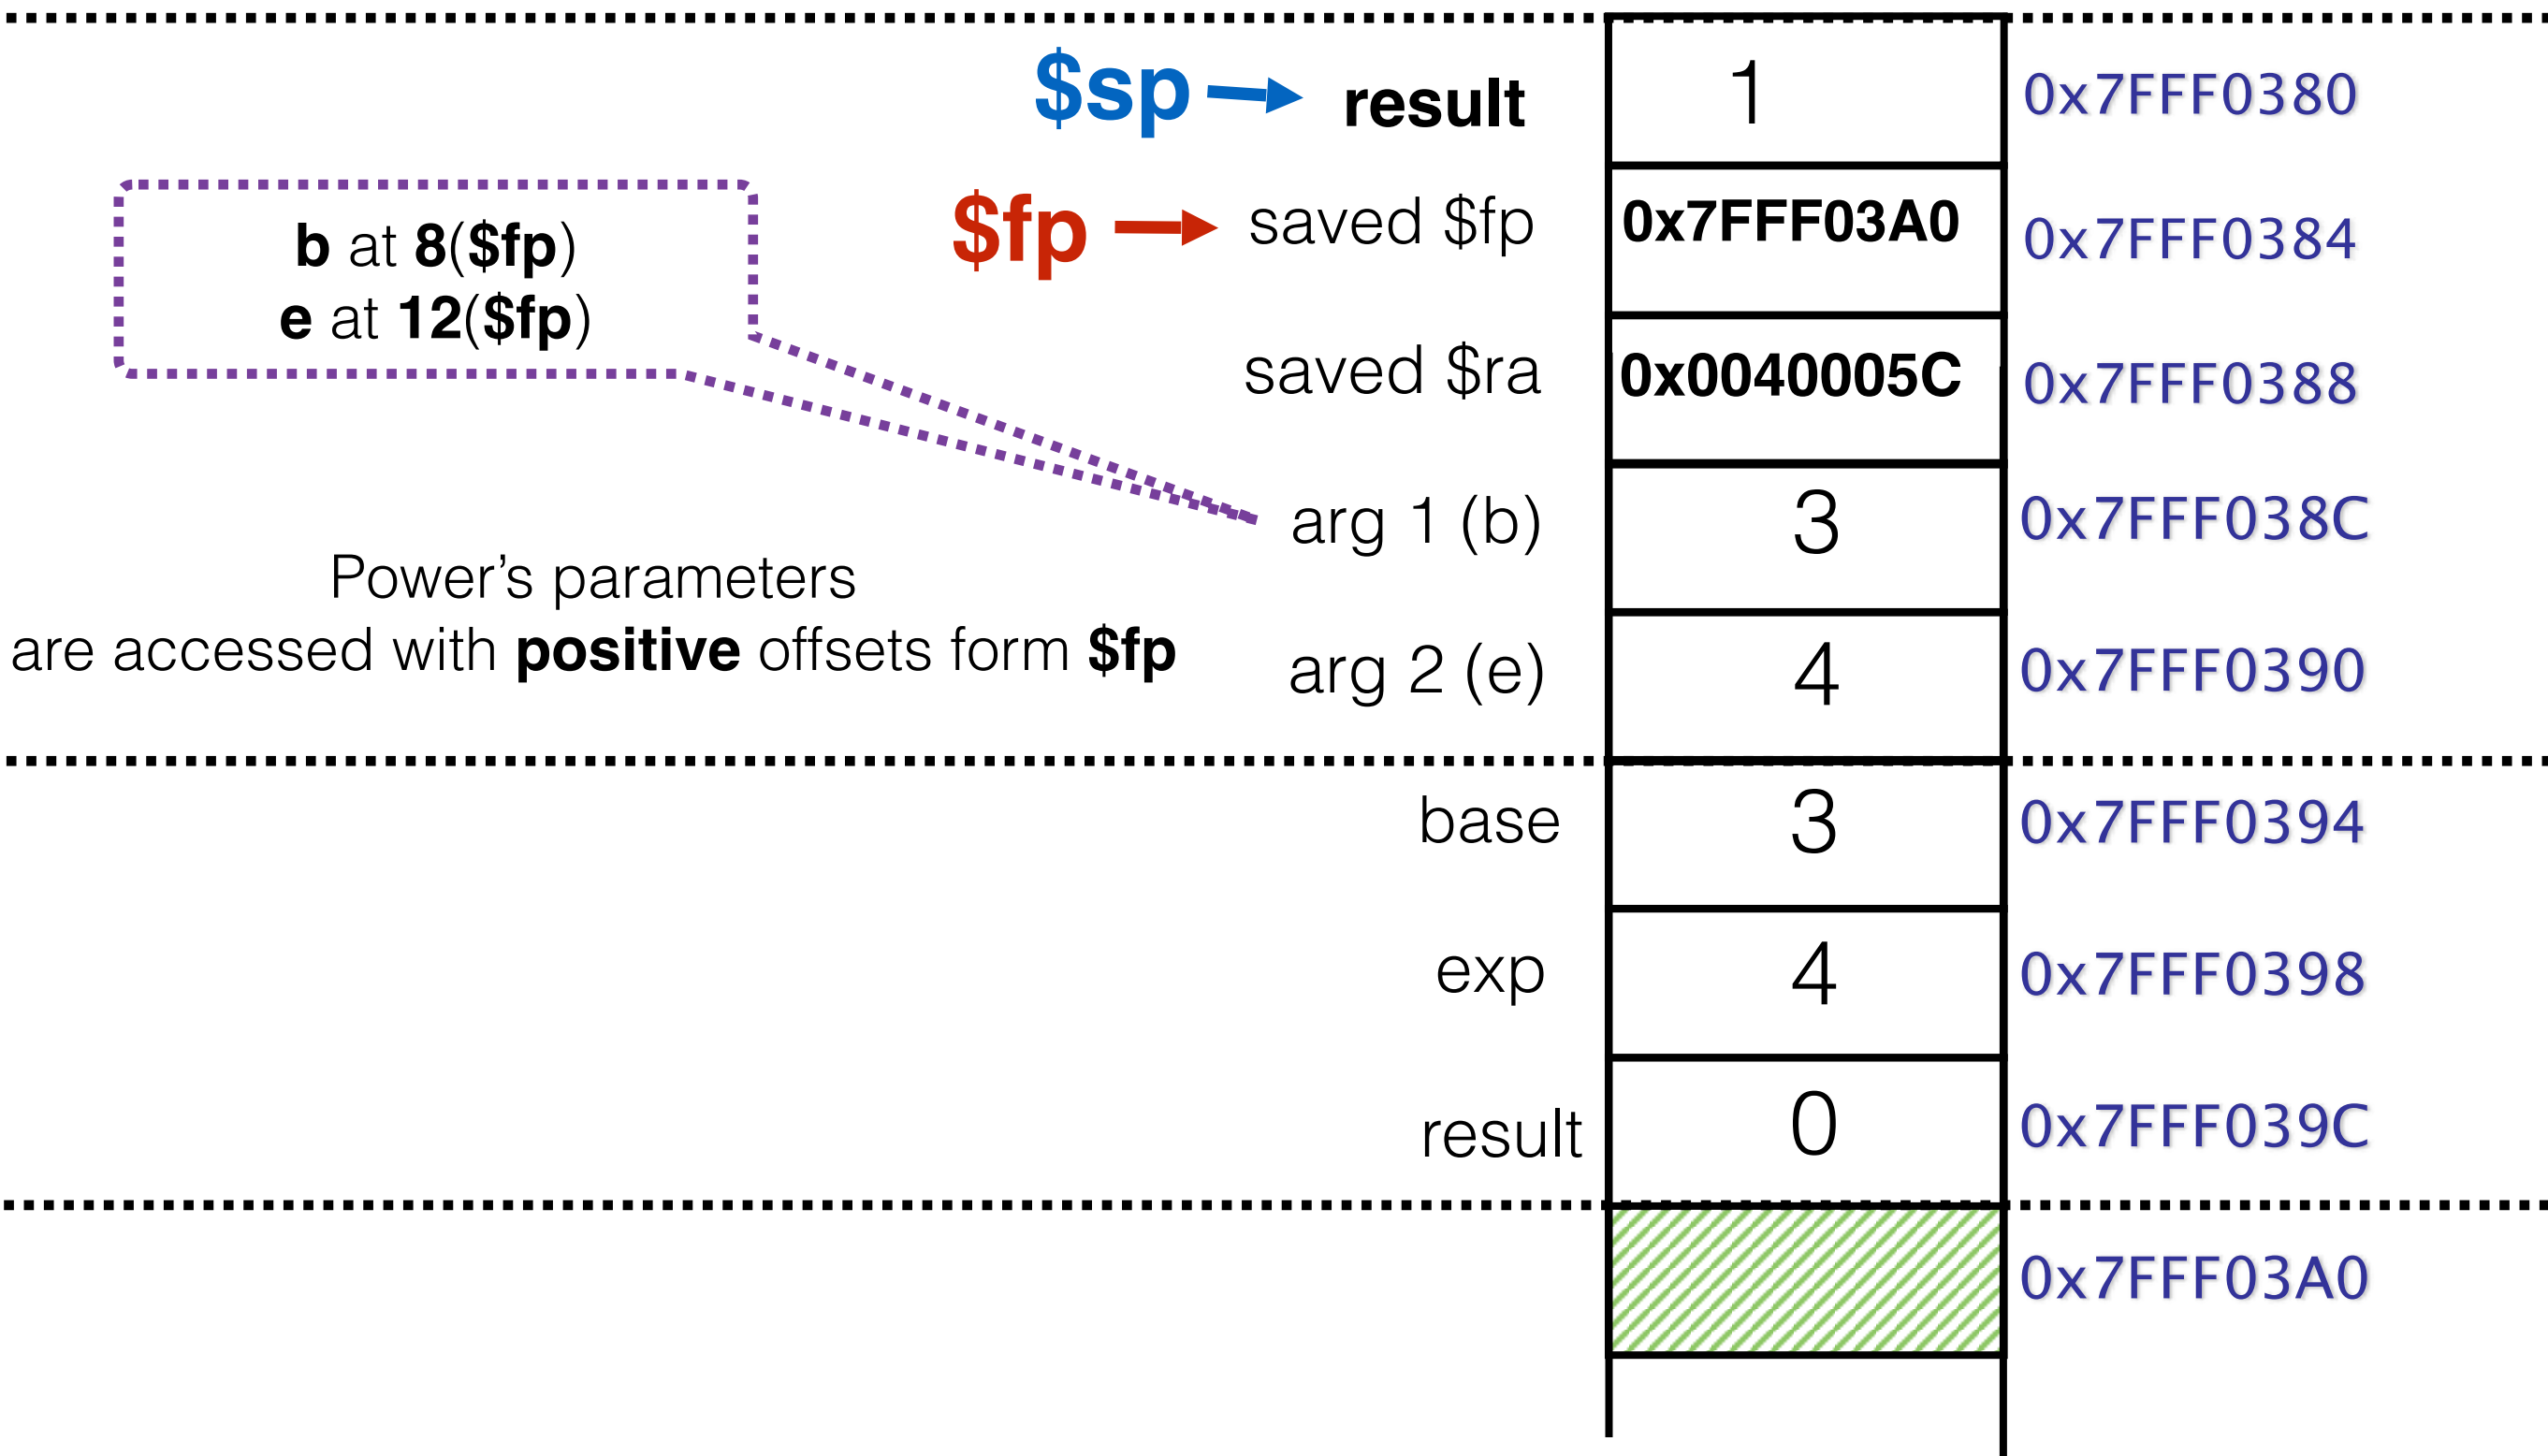 $sp result 1 0x7FFF0380
$fp saved $fp 0x7FFF03A0 0x7FFF0384
b at 8($fp)
e at 12($fp)
saved $ra 0x0040005C 0x7FFF0388
arg 1 (b) 3 0x7FFF038C
Power’s parameters
are accessed with positive offsets form $fp
arg 2 (e) 4 0x7FFF0390
base 3 0x7FFF0394
exp 4 0x7FFF0398
result 0 0x7FFF039C
0x7FFF03A0